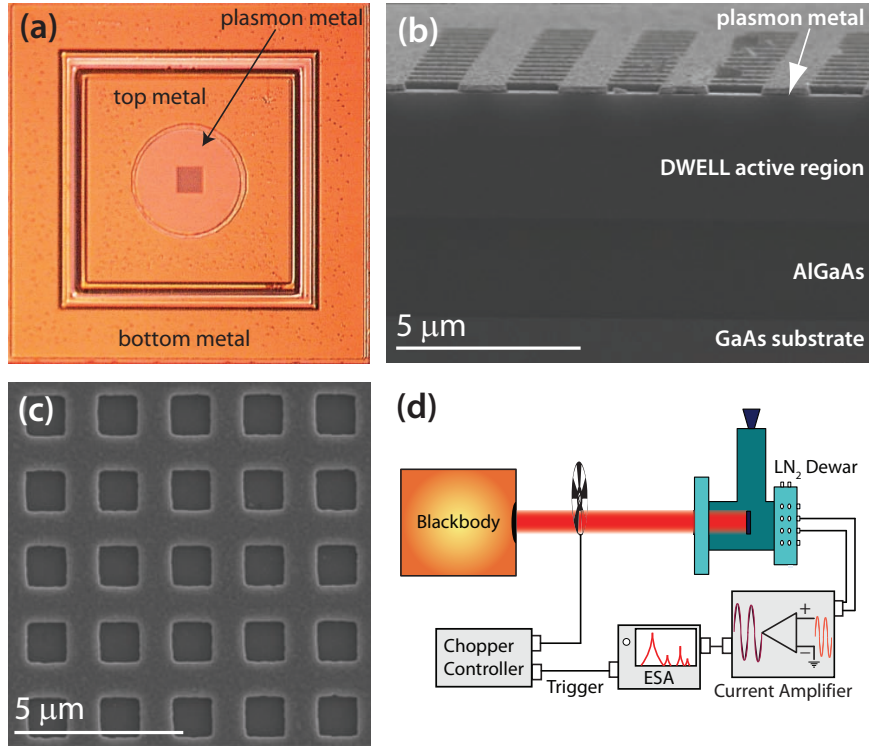 (a)
plasmon metal
top metal
bottom metal
(b)
plasmon metal
DWELL active region
AlGaAs
5 μm
GaAs substrate
(c)
5 μm
(d)
LN₂ Dewar
Blackbody
Chopper
Controller
Trigger
ESA
+
−
Current Amplifier